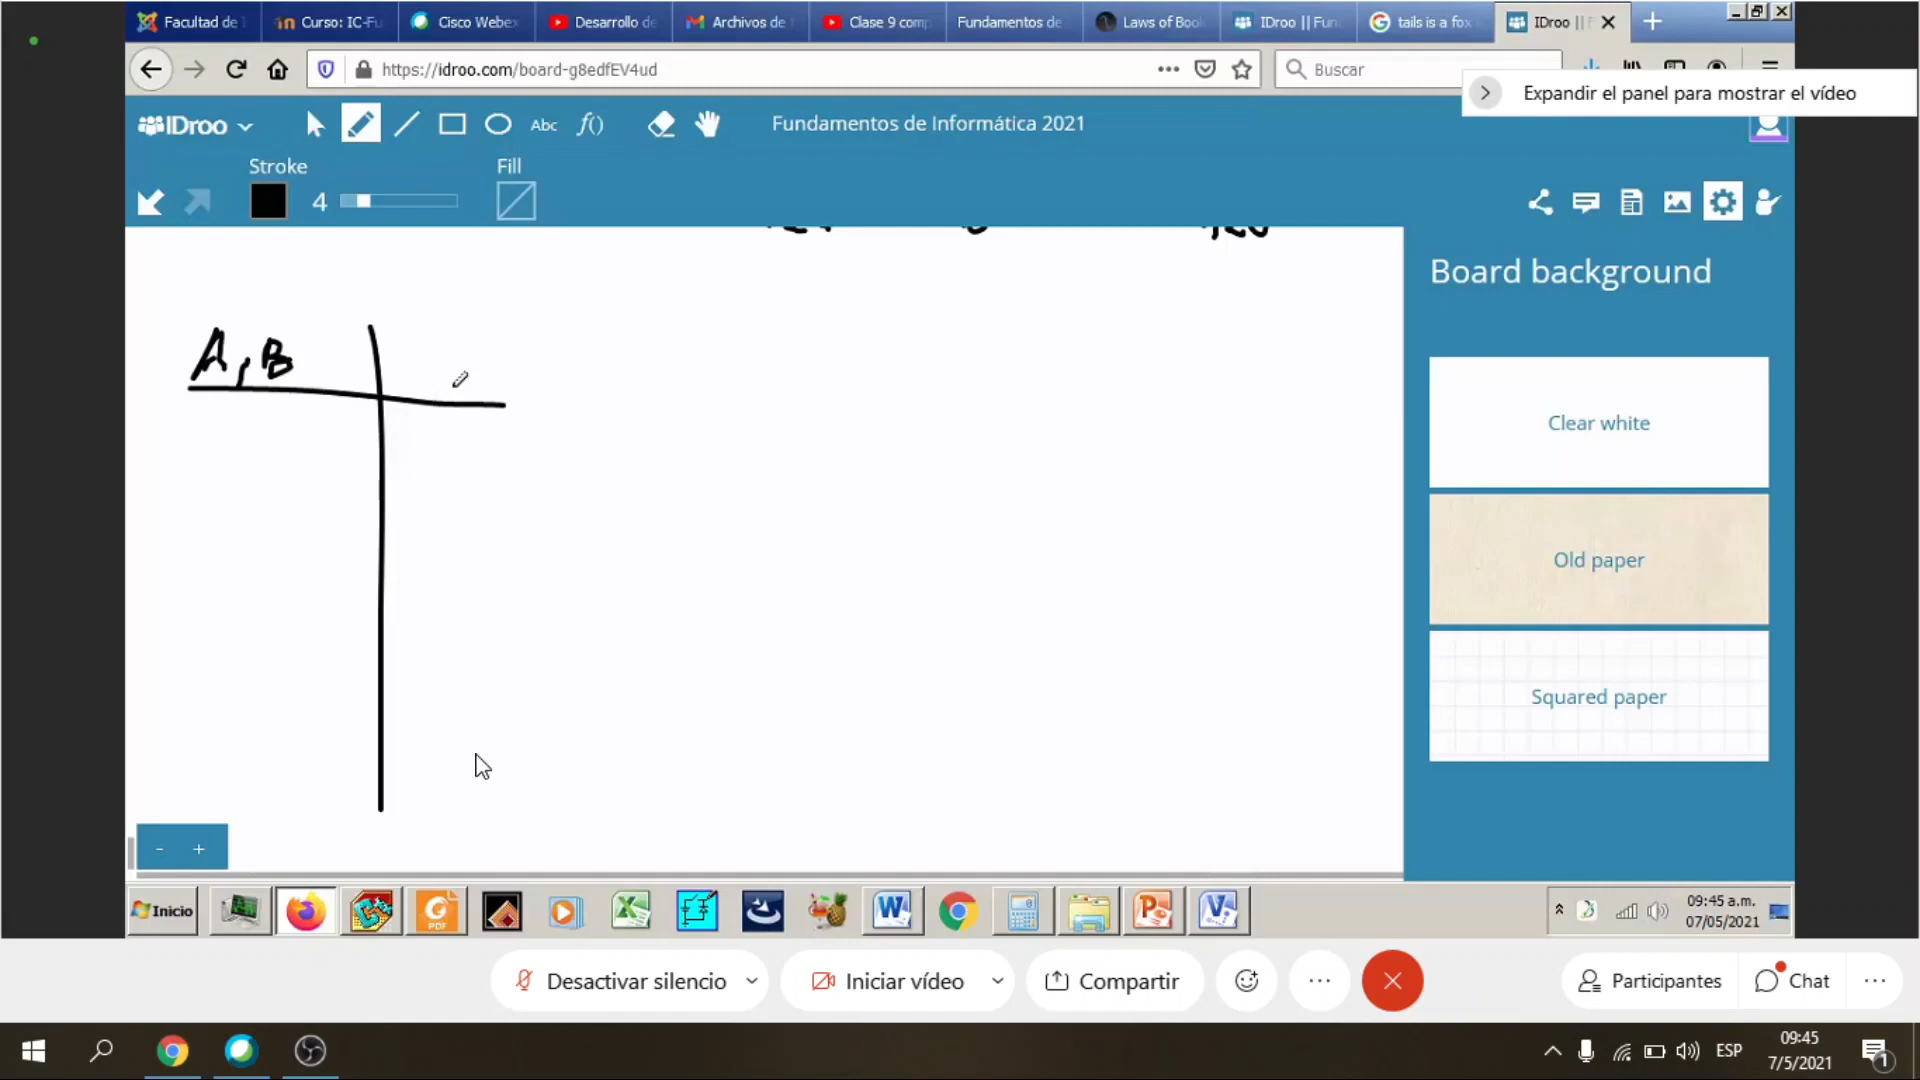 Facultad de
Curso: IC-Fu
Cisco Webex
Desarrollo de
Archivos de
Clase 9 comp
Fundamentos de
Laws of Boo
IDroo || Fun
tails is a fox
IDroo || F
https://idroo.com/board-g8edfEV4ud
Buscar
Expandir el panel para mostrar el vídeo
IDroo
Abc
f()
Fundamentos de Informática 2021
Stroke
Fill
4
Board background
A, B
Clear white
Old paper
Squared paper
- +
Inicio
PDF
09:45 a.m.
07/05/2021
Desactivar silencio
Iniciar vídeo
Compartir
Participantes
Chat
ESP
09:45
7/5/2021
1